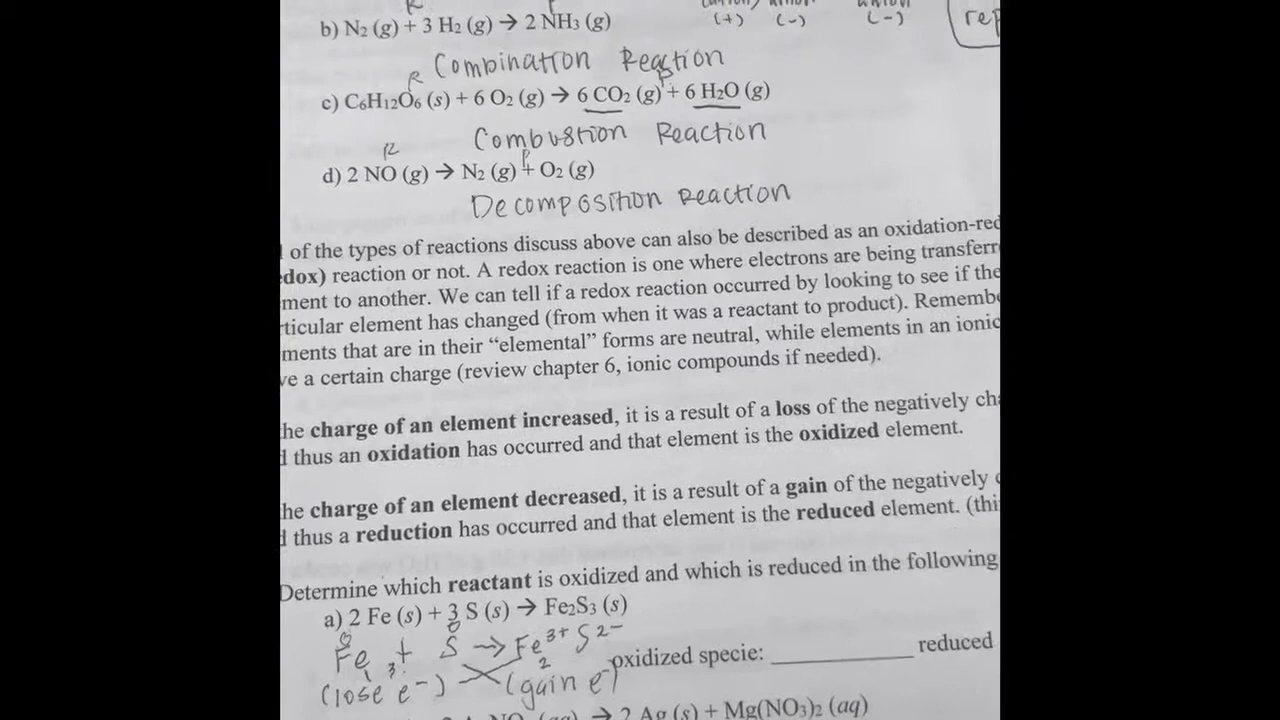 (+) (-) (-)
b) N₂ (g) + 3 H₂ (g) → 2 NH₃ (g)
rep
Combination Reaction
R P
c) C₆H₁₂O₆ (s) + 6 O₂ (g) → 6 CO₂ (g) + 6 H₂O (g)
Combustion Reaction
R P
d) 2 NO (g) → N₂ (g) + O₂ (g)
Decomposition Reaction
of the types of reactions discuss above can also be described as an oxidation-red
edox) reaction or not. A redox reaction is one where electrons are being transferr
ment to another. We can tell if a redox reaction occurred by looking to see if the
rticular element has changed (from when it was a reactant to product). Remembe
ments that are in their "elemental" forms are neutral, while elements in an ionic
ve a certain charge (review chapter 6, ionic compounds if needed).
he charge of an element increased, it is a result of a loss of the negatively cha
d thus an oxidation has occurred and that element is the oxidized element.
he charge of an element decreased, it is a result of a gain of the negatively c
d thus a reduction has occurred and that element is the reduced element. (thi
Determine which reactant is oxidized and which is reduced in the following
a) 2 Fe (s) + 3 S (s) → Fe₂S₃ (s)
0 0
Fe + S → Fe³⁺ S²⁻
oxidized specie: ________ reduced
(lose e⁻) (gain e⁻)
→ 2 Ag (s) + Mg(NO₃)₂ (aq)